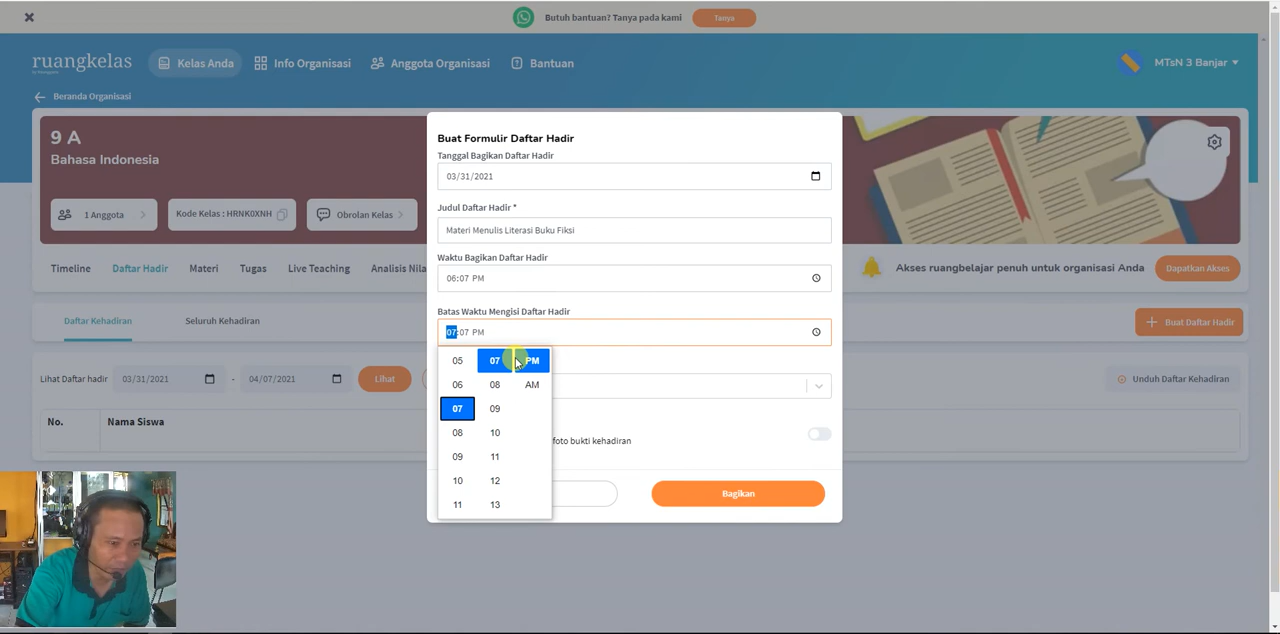 Butuh bantuan? Tanya pada kami
Tanya
ruangkelas
Kelas Anda
Info Organisasi
Anggota Organisasi
Bantuan
MTsN 3 Banjar
Beranda Organisasi
9 A
Bahasa Indonesia
1 Anggota
Kode Kelas : HRNK0XNH
Obrolan Kelas
Timeline
Daftar Hadir
Materi
Tugas
Live Teaching
Analisis Nila
Akses ruangbelajar penuh untuk organisasi Anda
Dapatkan Akses
Daftar Kehadiran
Seluruh Kehadiran
Buat Daftar Hadir
Lihat Daftar hadir
03/31/2021
-
04/07/2021
Lihat
Unduh Daftar Kehadiran
No.
Nama Siswa
Buat Formulir Daftar Hadir
Tanggal Bagikan Daftar Hadir
03/31/2021
Judul Daftar Hadir *
Materi Menulis Literasi Buku Fiksi
Waktu Bagikan Daftar Hadir
06:07 PM
Batas Waktu Mengisi Daftar Hadir
07:07 PM
05 07 PM
06 08 AM
07 09
08 10
09 11
10 12
11 13
foto bukti kehadiran
Bagikan